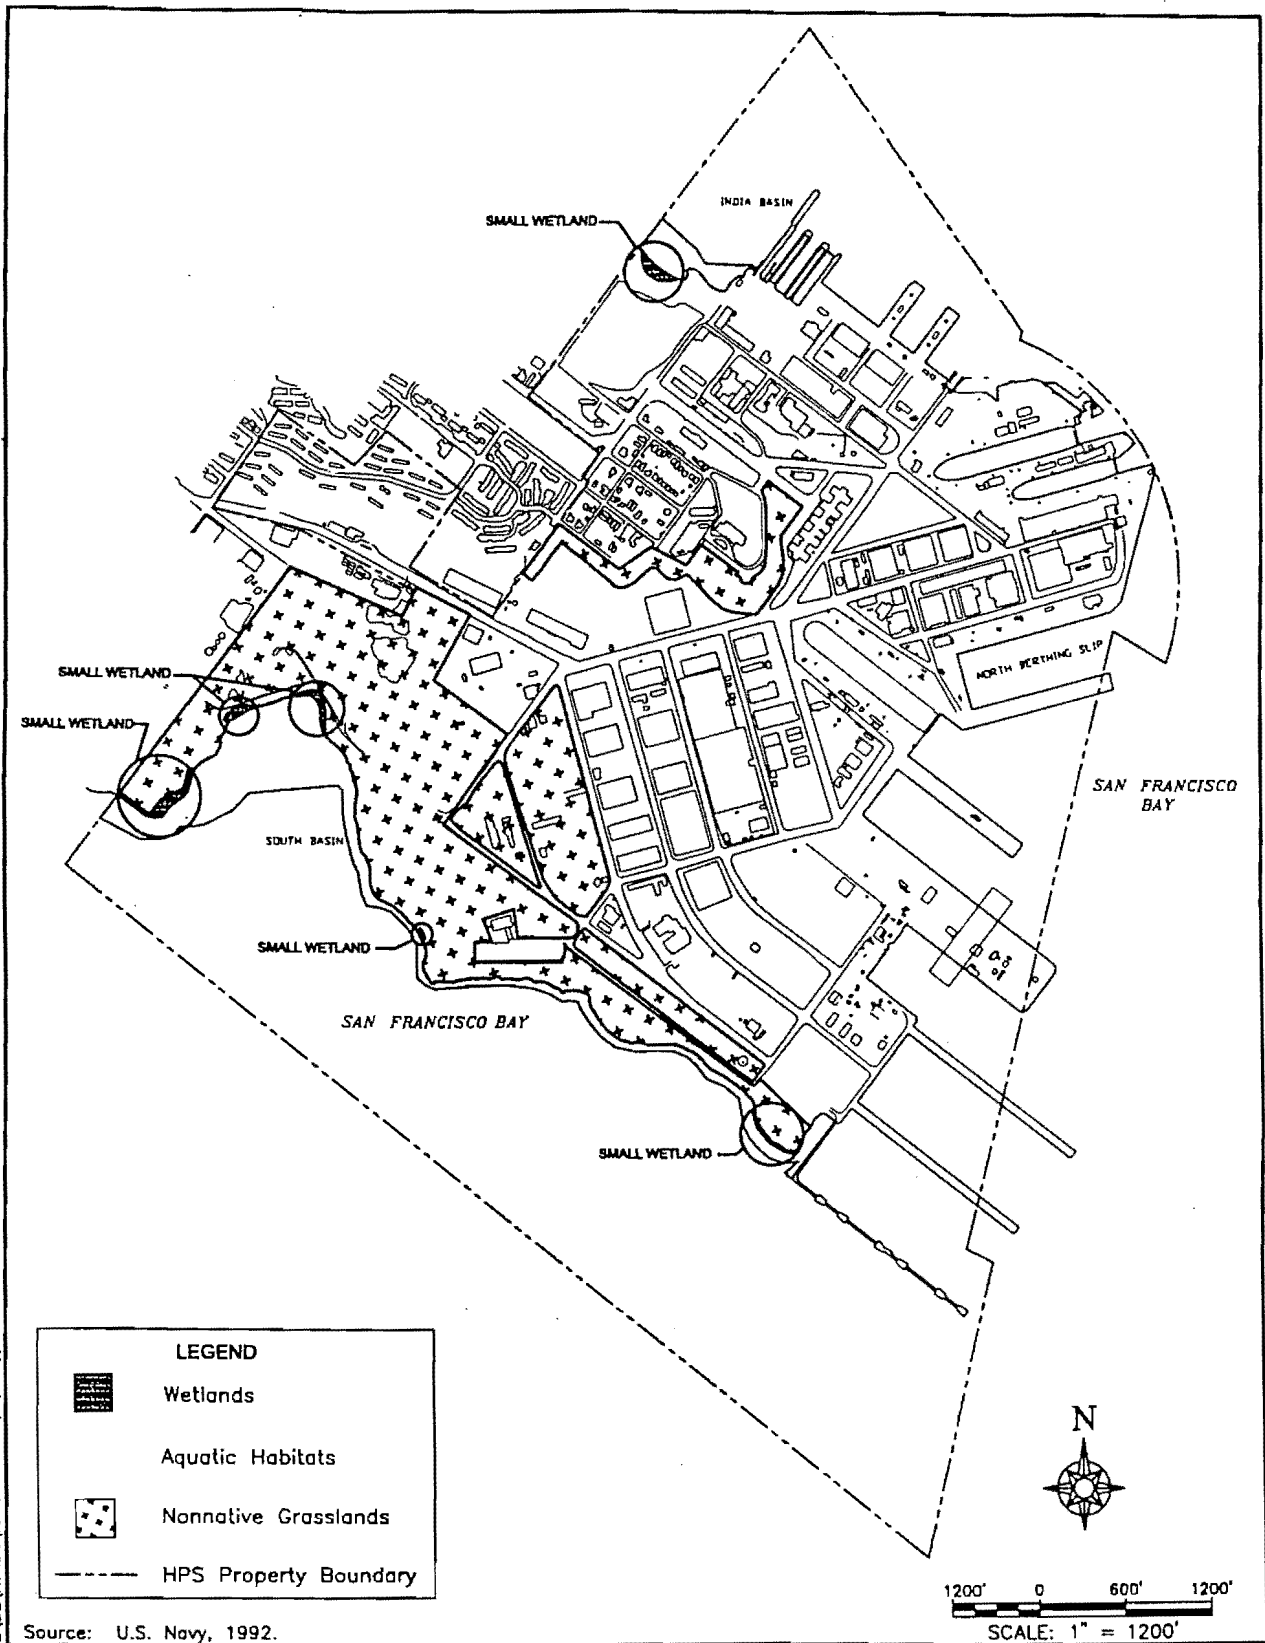 INDIA BASIN
SMALL WETLAND
SMALL WETLAND
SMALL WETLAND
NORTH BERTHING SLIP
SAN FRANCISCO
BAY
SOUTH BASIN
SMALL WETLAND
SAN FRANCISCO BAY
SMALL WETLAND
LEGEND
Wetlands
Aquatic Habitats
Nonnative Grasslands
HPS Property Boundary
N
1200' 0 600' 1200'
SCALE: 1" = 1200'
Source: U.S. Navy, 1992.